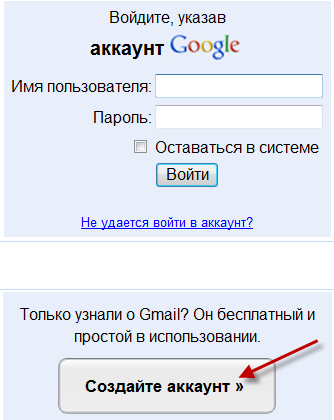 Войдите, указав
аккаунт Google
Имя пользователя:
Пароль:
Оставаться в системе
Войти
Не удается войти в аккаунт?
Только узнали о Gmail? Он бесплатный и
простой в использовании.
Создайте аккаунт »